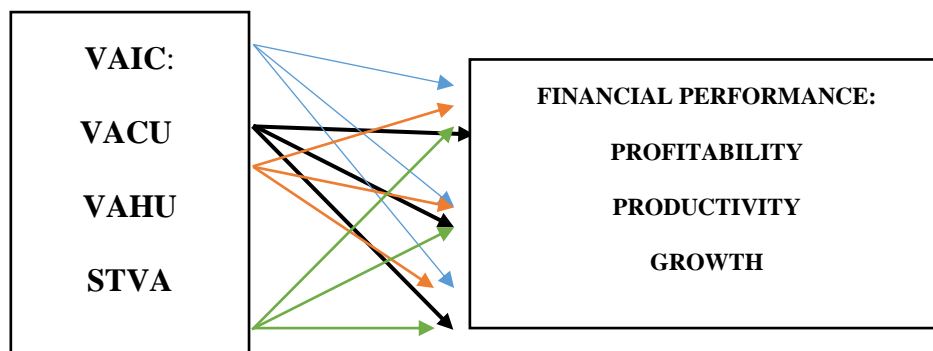 VAIC:
VACU
VAHU
STVA
FINANCIAL PERFORMANCE:
PROFITABILITY
PRODUCTIVITY
GROWTH